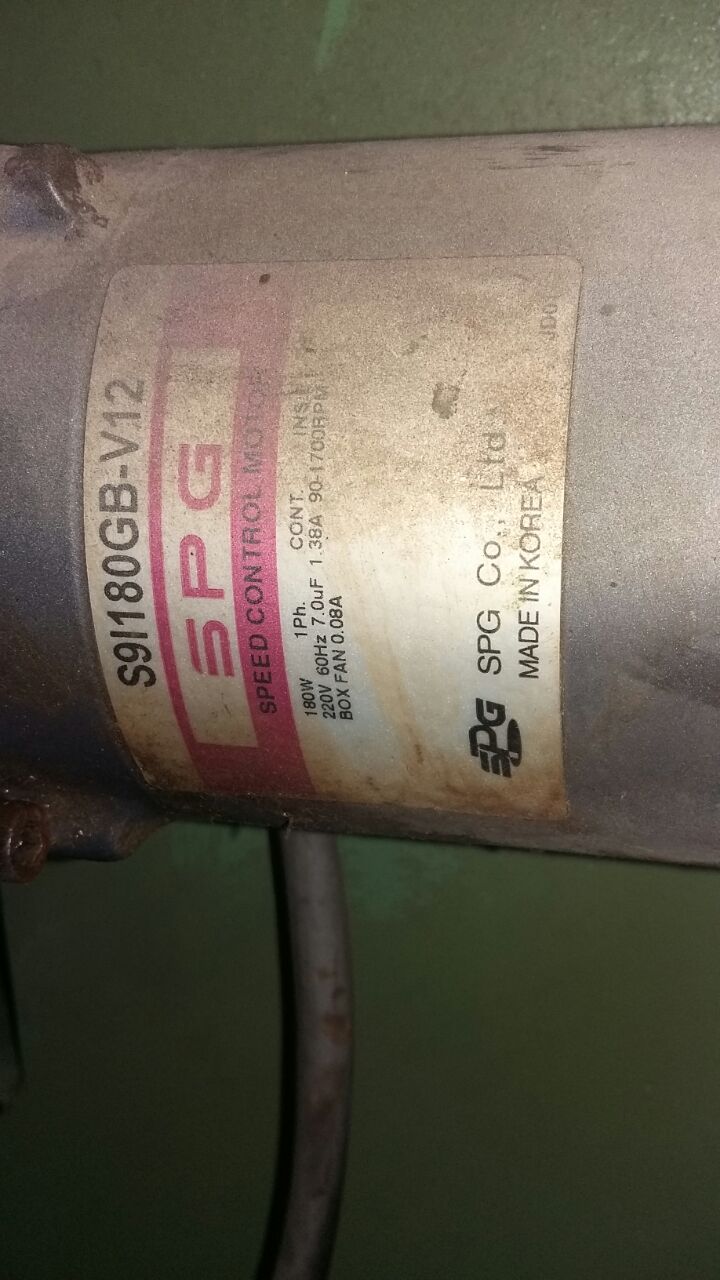 S9I180GB-V12
SPG
SPEED CONTROL MOTOR
180W 1Ph. CONT. INS.
220V 60Hz 7.0uF 1.38A 90-1700RPM
BOX FAN 0.08A
SPG SPG Co., Ltd
MADE IN KOREA